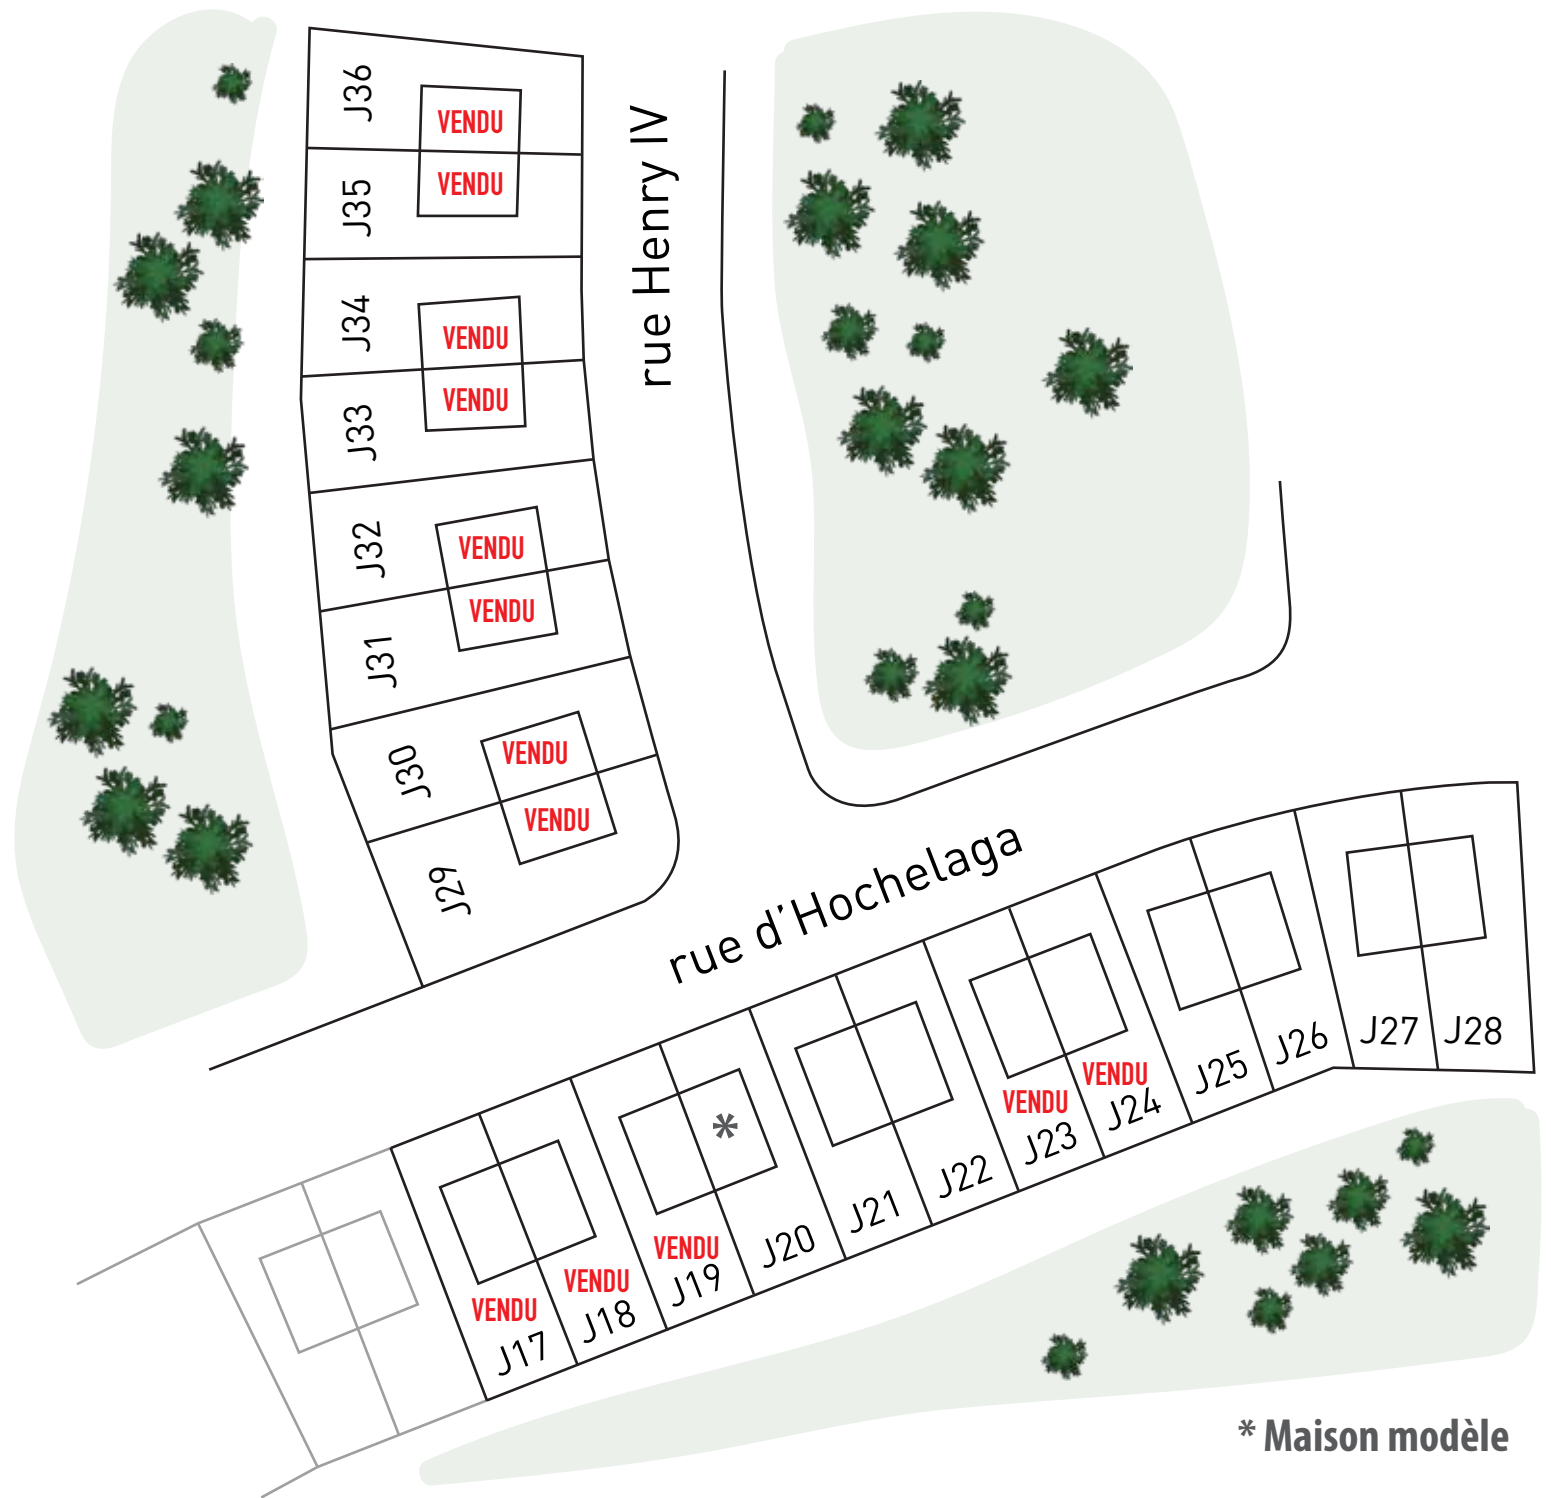 J36
VENDU
J35
VENDU
J34
VENDU
J33
VENDU
J32
VENDU
J31
VENDU
J30
VENDU
J29
VENDU
rue Henry IV
rue d'Hochelaga
VENDU
J17
VENDU
J18
VENDU
J19
*
J20
J21
J22
VENDU
J23
VENDU
J24
J25
J26
J27
J28
* Maison modèle